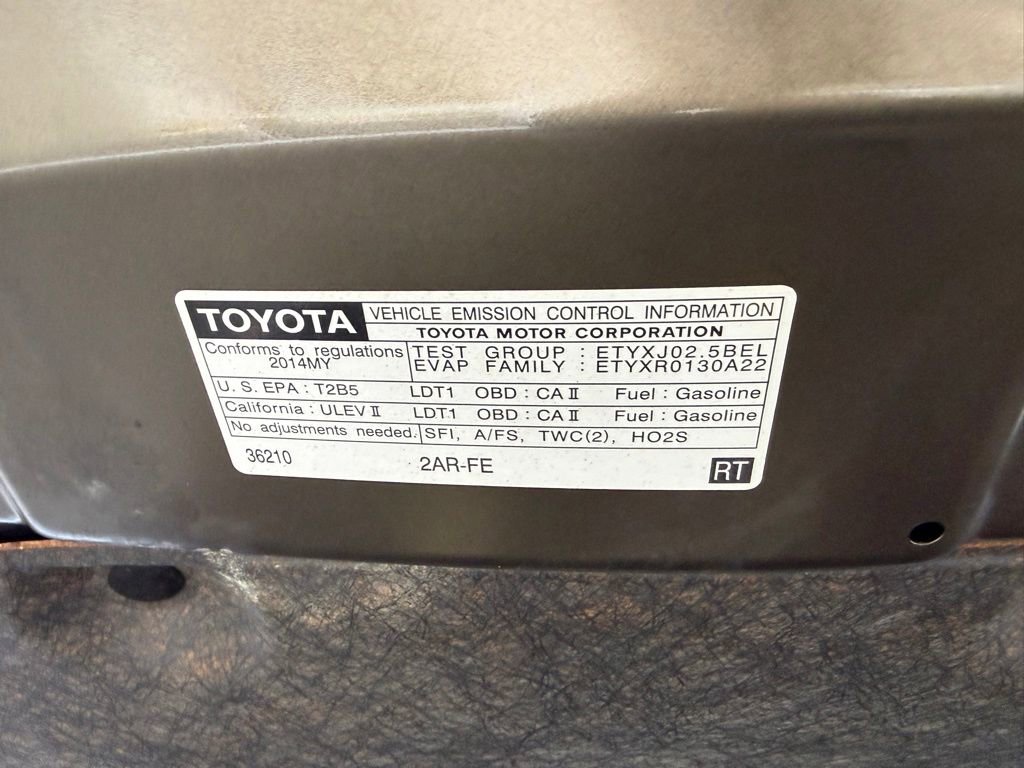 TOYOTA VEHICLE EMISSION CONTROL INFORMATION
TOYOTA MOTOR CORPORATION
Conforms to regulations TEST GROUP : ETYXJ02.5BEL
2014MY EVAP FAMILY : ETYXR0130A22
U.S. EPA : T2B5 LDT1 OBD : CA II Fuel : Gasoline
California : ULEV II LDT1 OBD : CA II Fuel : Gasoline
No adjustments needed. SFI, A/FS, TWC(2), HO2S
36210 2AR-FE RT